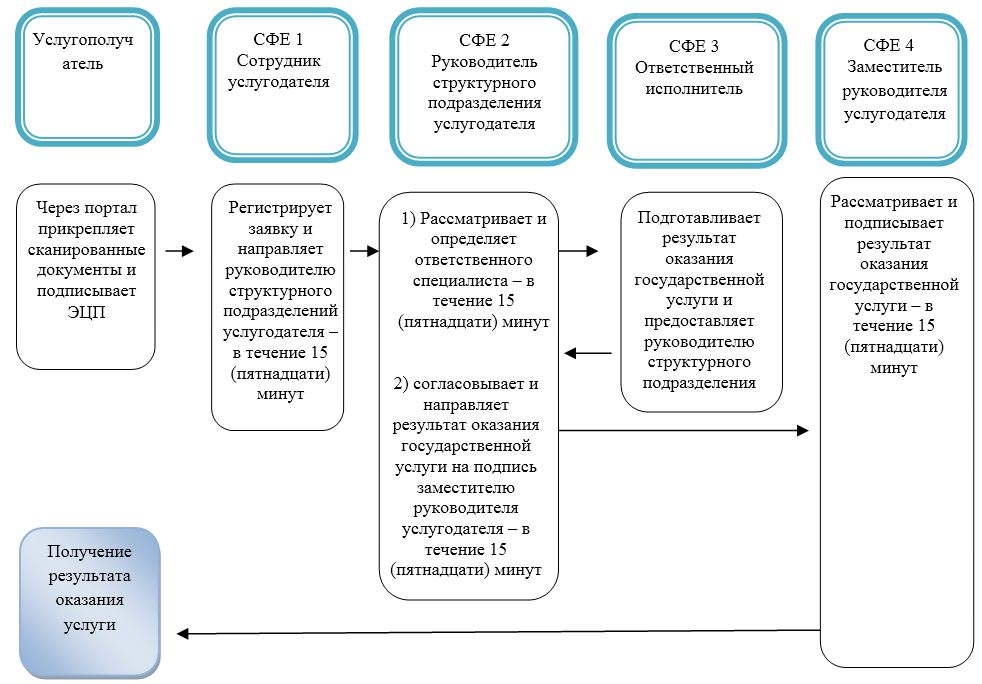 Услугополуч
атель
СФЕ 1
Сотрудник
услугодателя
СФЕ 2
Руководитель
структурного
подразделения
услугодателя
СФЕ 3
Ответственный
исполнитель
СФЕ 4
Заместитель
руководителя
услугодателя
Через портал
прикрепляет
сканированные
документы и
подписывает
ЭЦП
Регистрирует
заявку и
направляет
руководителю
структурного
подразделений
услугодателя –
в течение 15
(пятнадцати)
минут
1) Рассматривает и
определяет
ответственного
специалиста – в
течение 15
(пятнадцати) минут
2) согласовывает и
направляет
результат оказания
государственной
услуги на подпись
заместителю
руководителя
услугодателя – в
течение 15
(пятнадцати) минут
Подготавливает
результат
оказания
государственной
услуги и
предоставляет
руководителю
структурного
подразделения
Рассматривает и
подписывает
результат
оказания
государственной
услуги – в
течение 15
(пятнадцати)
минут
Получение
результата
оказания
услуги